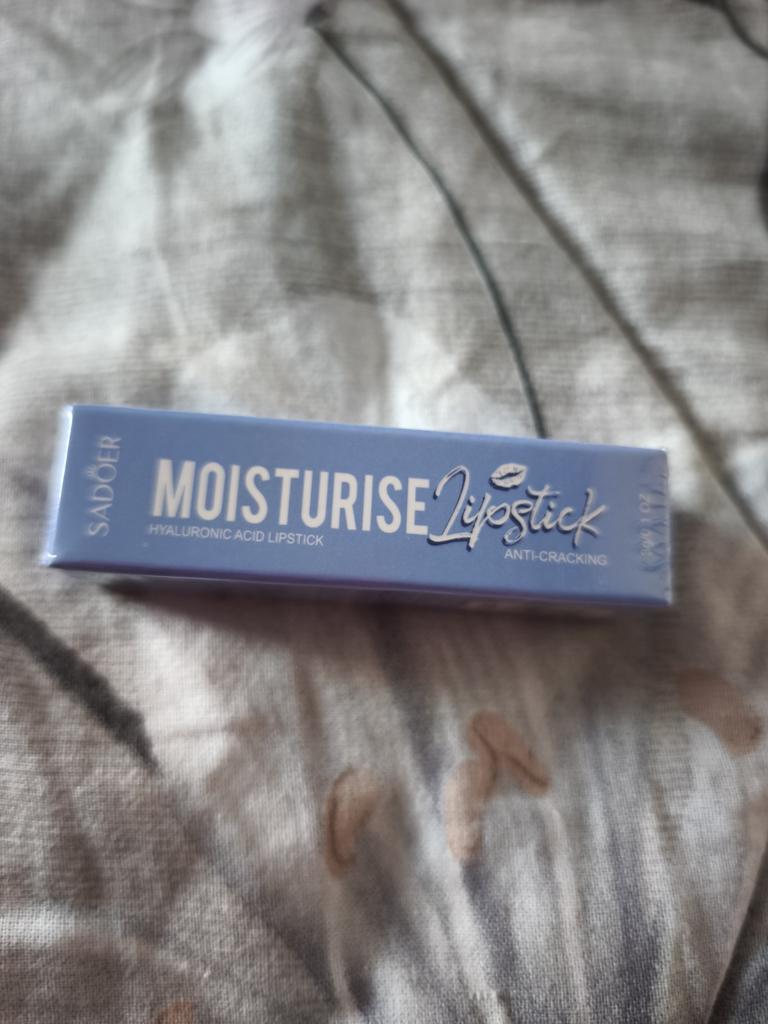 SADOER
MOISTURISE Lipstick
HYALURONIC ACID LIPSTICK
ANTI-CRACKING